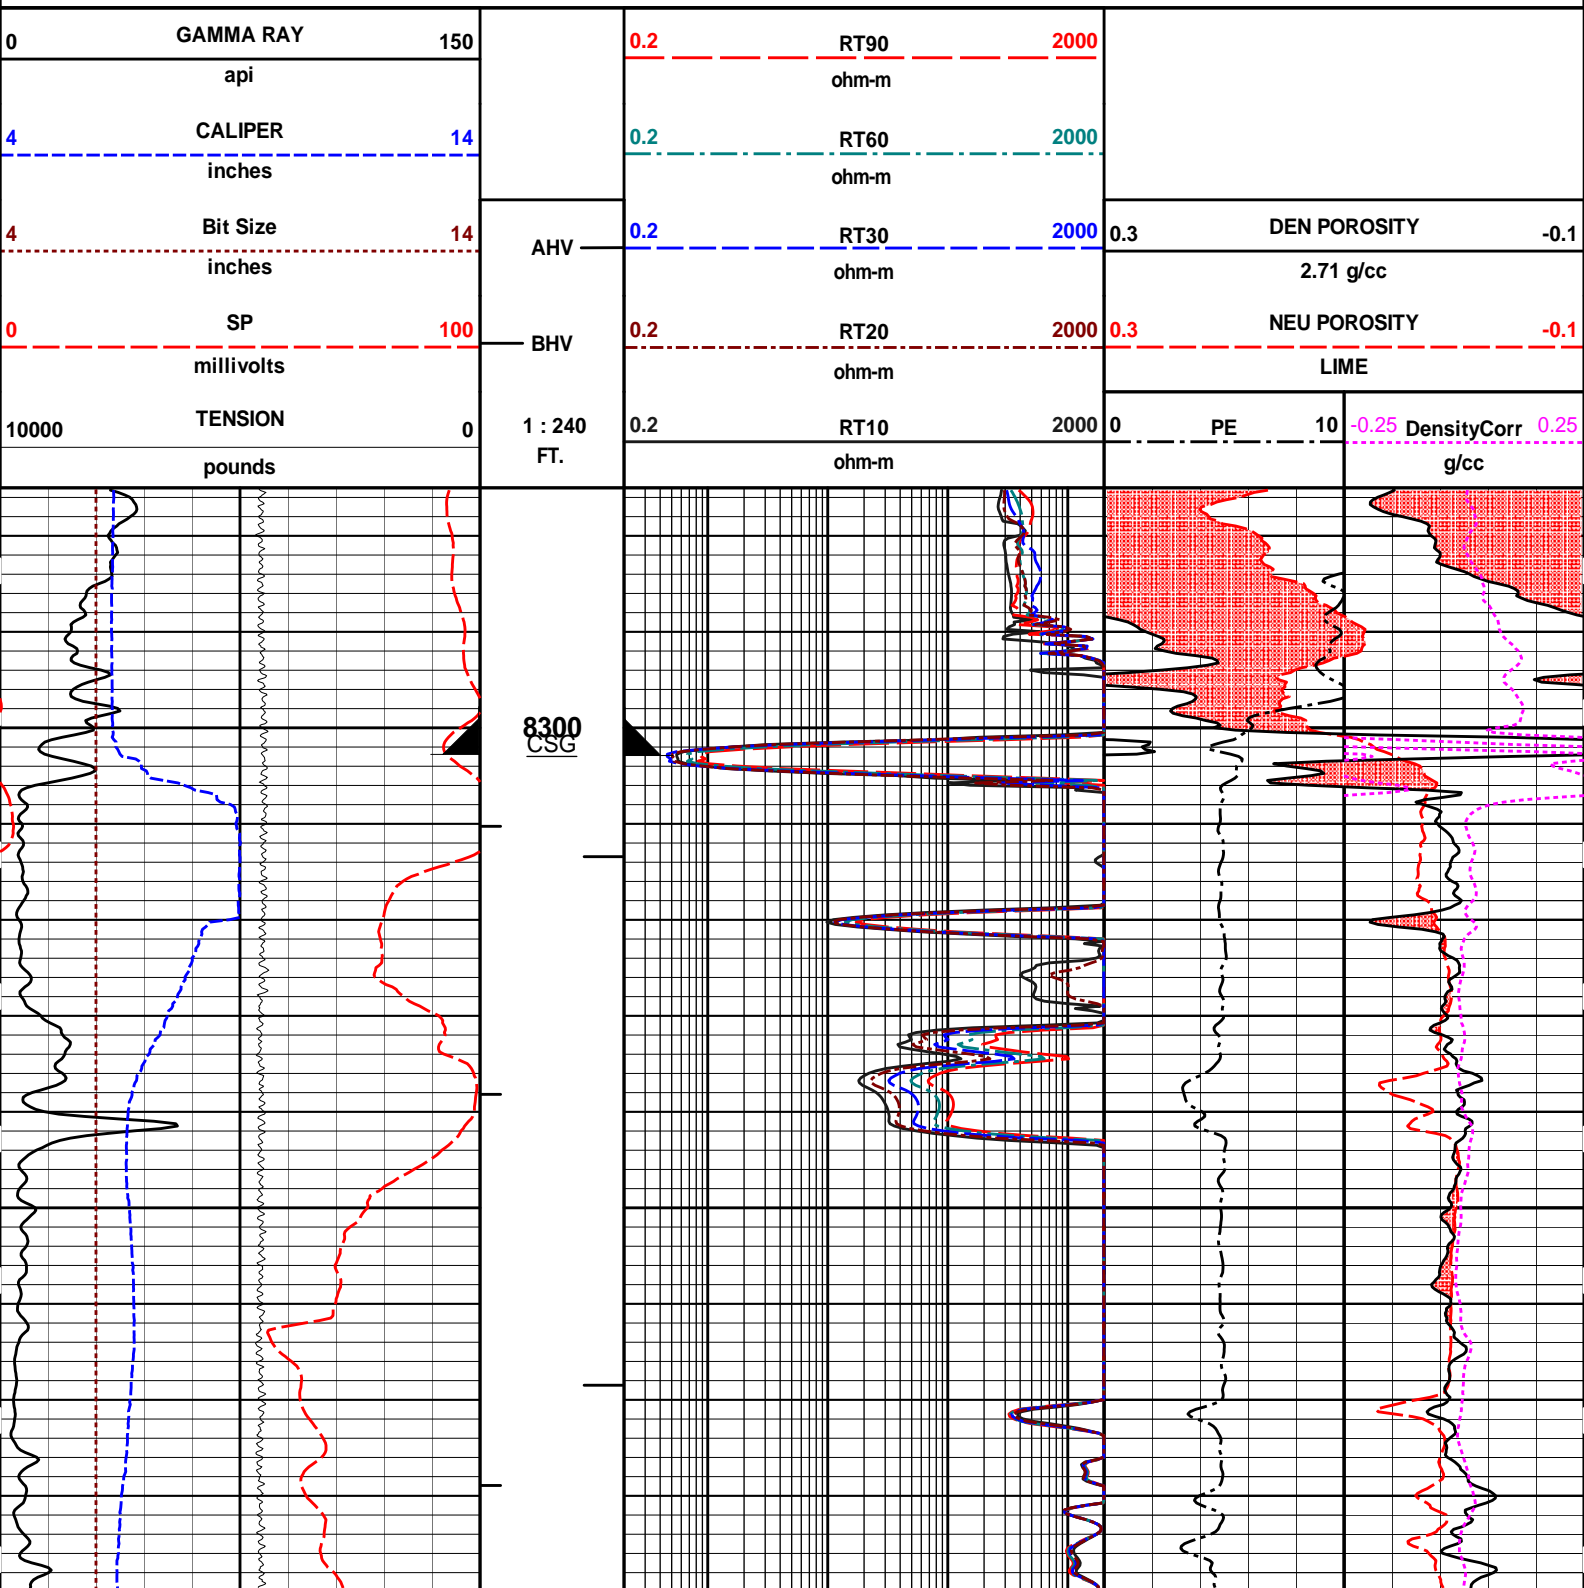 0 GAMMA RAY 150
api
4 CALIPER 14
inches
4 Bit Size 14
inches
0 SP 100
millivolts
10000 TENSION 0
pounds
AHV
BHV
1 : 240
FT.
0.2 RT90 2000
ohm-m
0.2 RT60 2000
ohm-m
0.2 RT30 2000
ohm-m
0.2 RT20 2000
ohm-m
0.2 RT10 2000
ohm-m
0.3 DEN POROSITY -0.1
2.71 g/cc
0.3 NEU POROSITY -0.1
LIME
0 PE 10
-0.25 DensityCorr 0.25
g/cc
8300
CSG